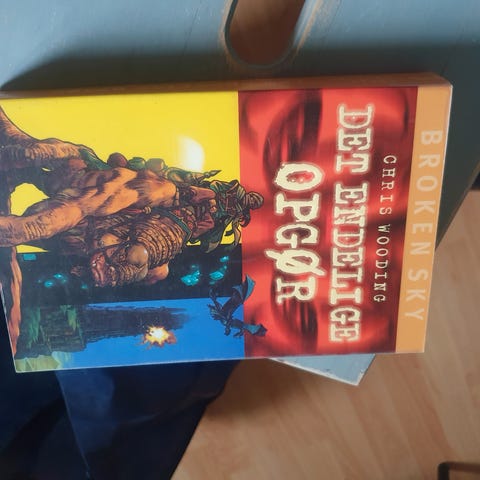 BROKEN SKY
CHRIS WOODING
DET ENDELIGE
OPGØR